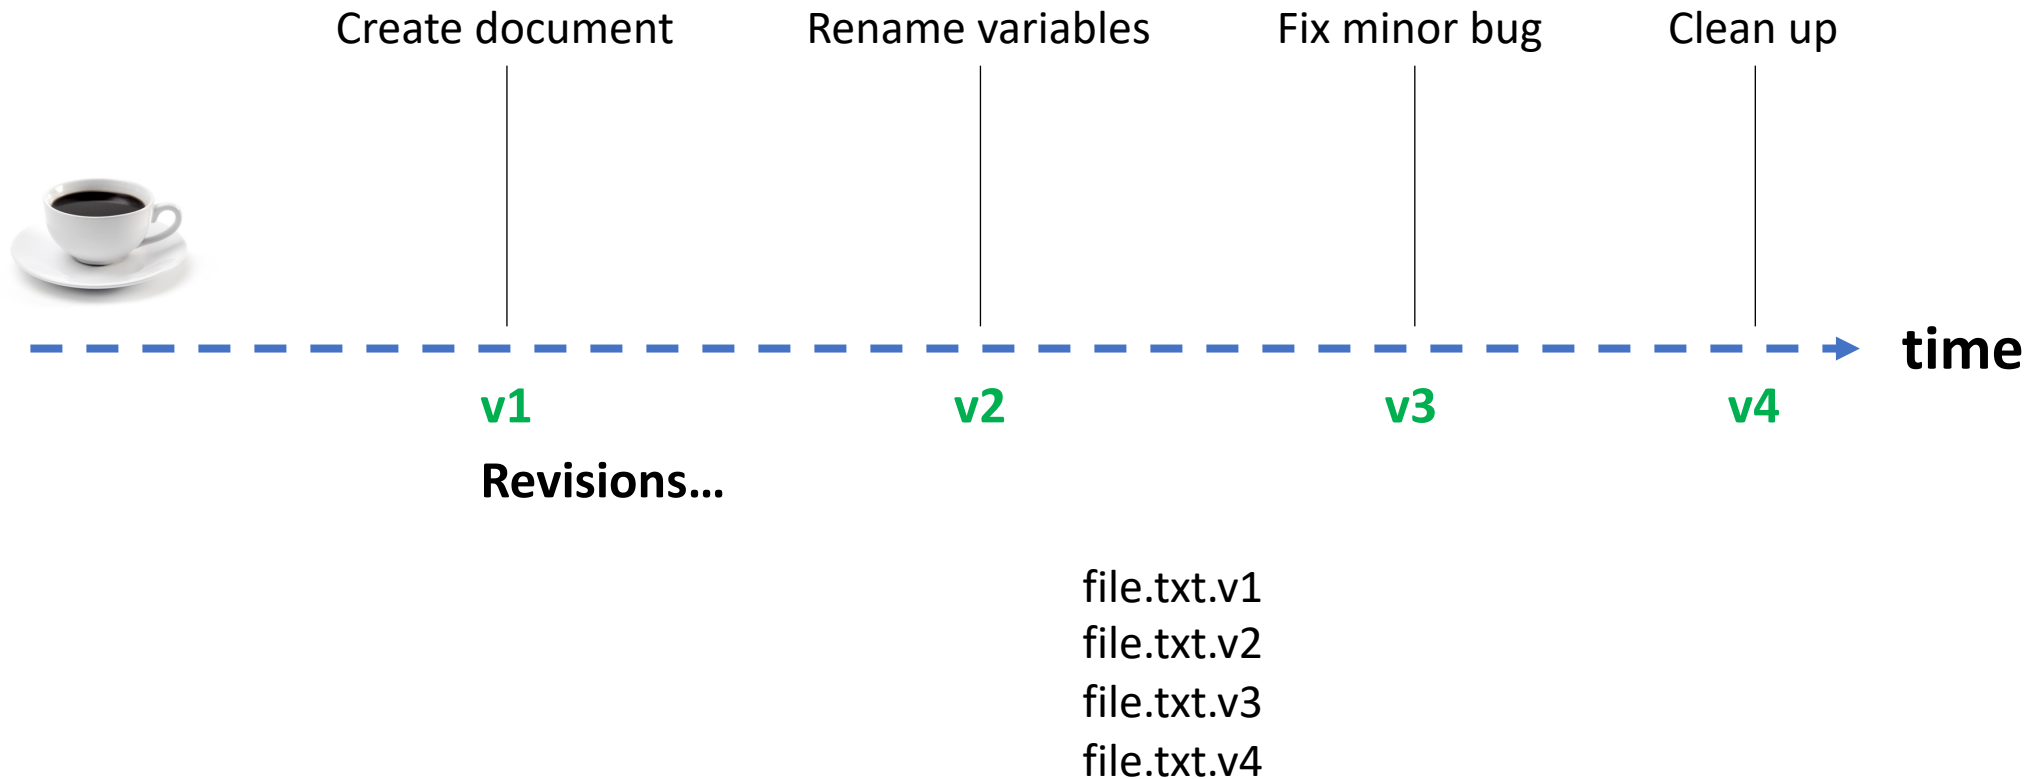 Create document
Rename variables
Fix minor bug
Clean up
time
v1
v2
v3
v4
Revisions...
file.txt.v1
file.txt.v2
file.txt.v3
file.txt.v4